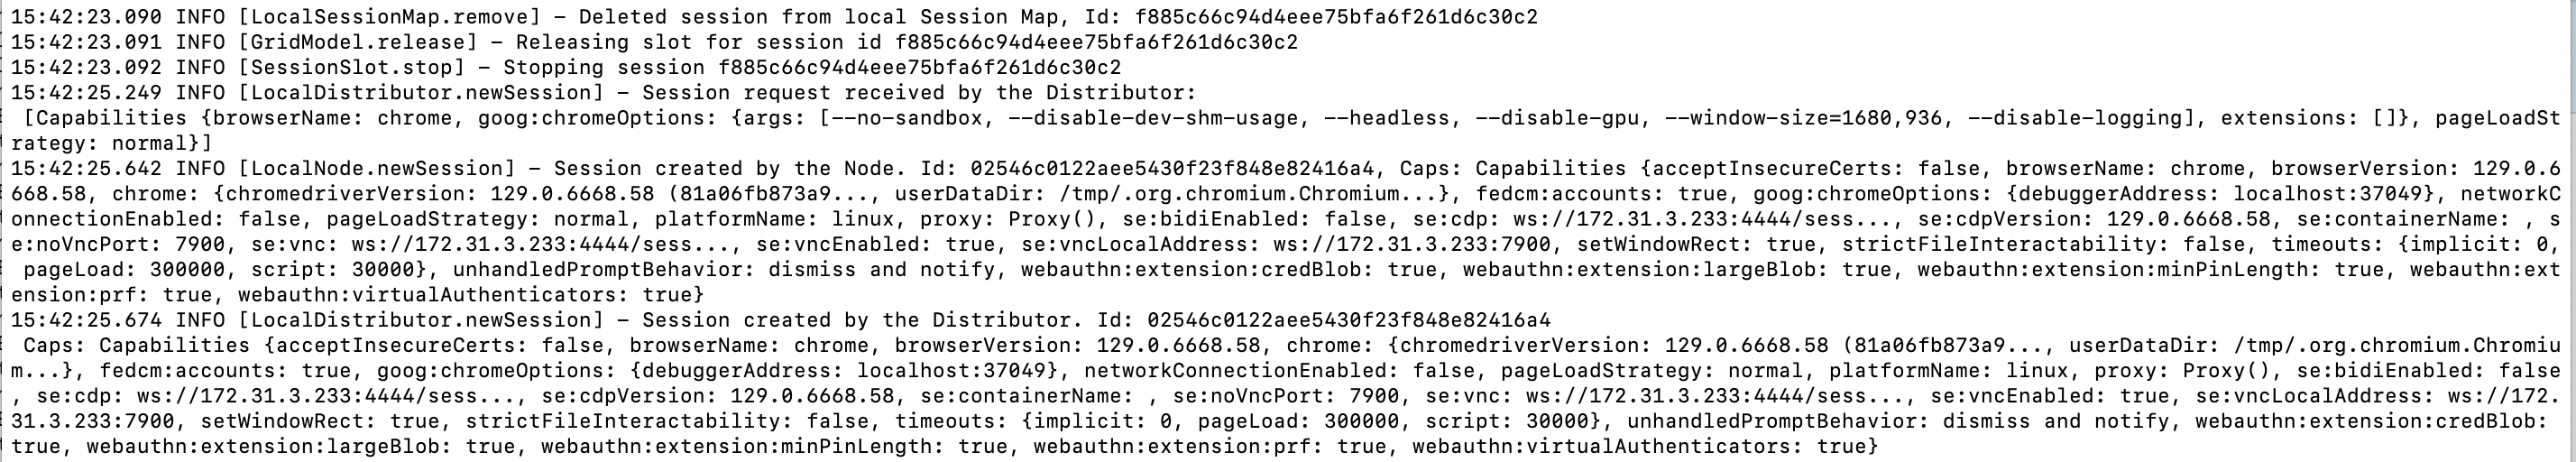 15:42:23.090 INFO [LocalSessionMap.remove] – Deleted session from local Session Map, Id: f885c66c94d4eee75bfa6f261d6c30c2
15:42:23.091 INFO [GridModel.release] – Releasing slot for session id f885c66c94d4eee75bfa6f261d6c30c2
15:42:23.092 INFO [SessionSlot.stop] – Stopping session f885c66c94d4eee75bfa6f261d6c30c2
15:42:25.249 INFO [LocalDistributor.newSession] – Session request received by the Distributor:
 [Capabilities {browserName: chrome, goog:chromeOptions: {args: [--no-sandbox, --disable-dev-shm-usage, --headless, --disable-gpu, --window-size=1680,936, --disable-logging], extensions: []}, pageLoadSt
rategy: normal}]
15:42:25.642 INFO [LocalNode.newSession] – Session created by the Node. Id: 02546c0122aee5430f23f848e82416a4, Caps: Capabilities {acceptInsecureCerts: false, browserName: chrome, browserVersion: 129.0.6
668.58, chrome: {chromedriverVersion: 129.0.6668.58 (81a06fb873a9..., userDataDir: /tmp/.org.chromium.Chromium...}, fedcm:accounts: true, goog:chromeOptions: {debuggerAddress: localhost:37049}, networkC
onnectionEnabled: false, pageLoadStrategy: normal, platformName: linux, proxy: Proxy(), se:bidiEnabled: false, se:cdp: ws://172.31.3.233:4444/sess..., se:cdpVersion: 129.0.6668.58, se:containerName: , s
e:noVncPort: 7900, se:vnc: ws://172.31.3.233:4444/sess..., se:vncEnabled: true, se:vncLocalAddress: ws://172.31.3.233:7900, setWindowRect: true, strictFileInteractability: false, timeouts: {implicit: 0,
 pageLoad: 300000, script: 30000}, unhandledPromptBehavior: dismiss and notify, webauthn:extension:credBlob: true, webauthn:extension:largeBlob: true, webauthn:extension:minPinLength: true, webauthn:ext
ension:prf: true, webauthn:virtualAuthenticators: true}
15:42:25.674 INFO [LocalDistributor.newSession] – Session created by the Distributor. Id: 02546c0122aee5430f23f848e82416a4
 Caps: Capabilities {acceptInsecureCerts: false, browserName: chrome, browserVersion: 129.0.6668.58, chrome: {chromedriverVersion: 129.0.6668.58 (81a06fb873a9..., userDataDir: /tmp/.org.chromium.Chromiu
m...}, fedcm:accounts: true, goog:chromeOptions: {debuggerAddress: localhost:37049}, networkConnectionEnabled: false, pageLoadStrategy: normal, platformName: linux, proxy: Proxy(), se:bidiEnabled: false
, se:cdp: ws://172.31.3.233:4444/sess..., se:cdpVersion: 129.0.6668.58, se:containerName: , se:noVncPort: 7900, se:vnc: ws://172.31.3.233:4444/sess..., se:vncEnabled: true, se:vncLocalAddress: ws://172.
31.3.233:7900, setWindowRect: true, strictFileInteractability: false, timeouts: {implicit: 0, pageLoad: 300000, script: 30000}, unhandledPromptBehavior: dismiss and notify, webauthn:extension:credBlob:
true, webauthn:extension:largeBlob: true, webauthn:extension:minPinLength: true, webauthn:extension:prf: true, webauthn:virtualAuthenticators: true}